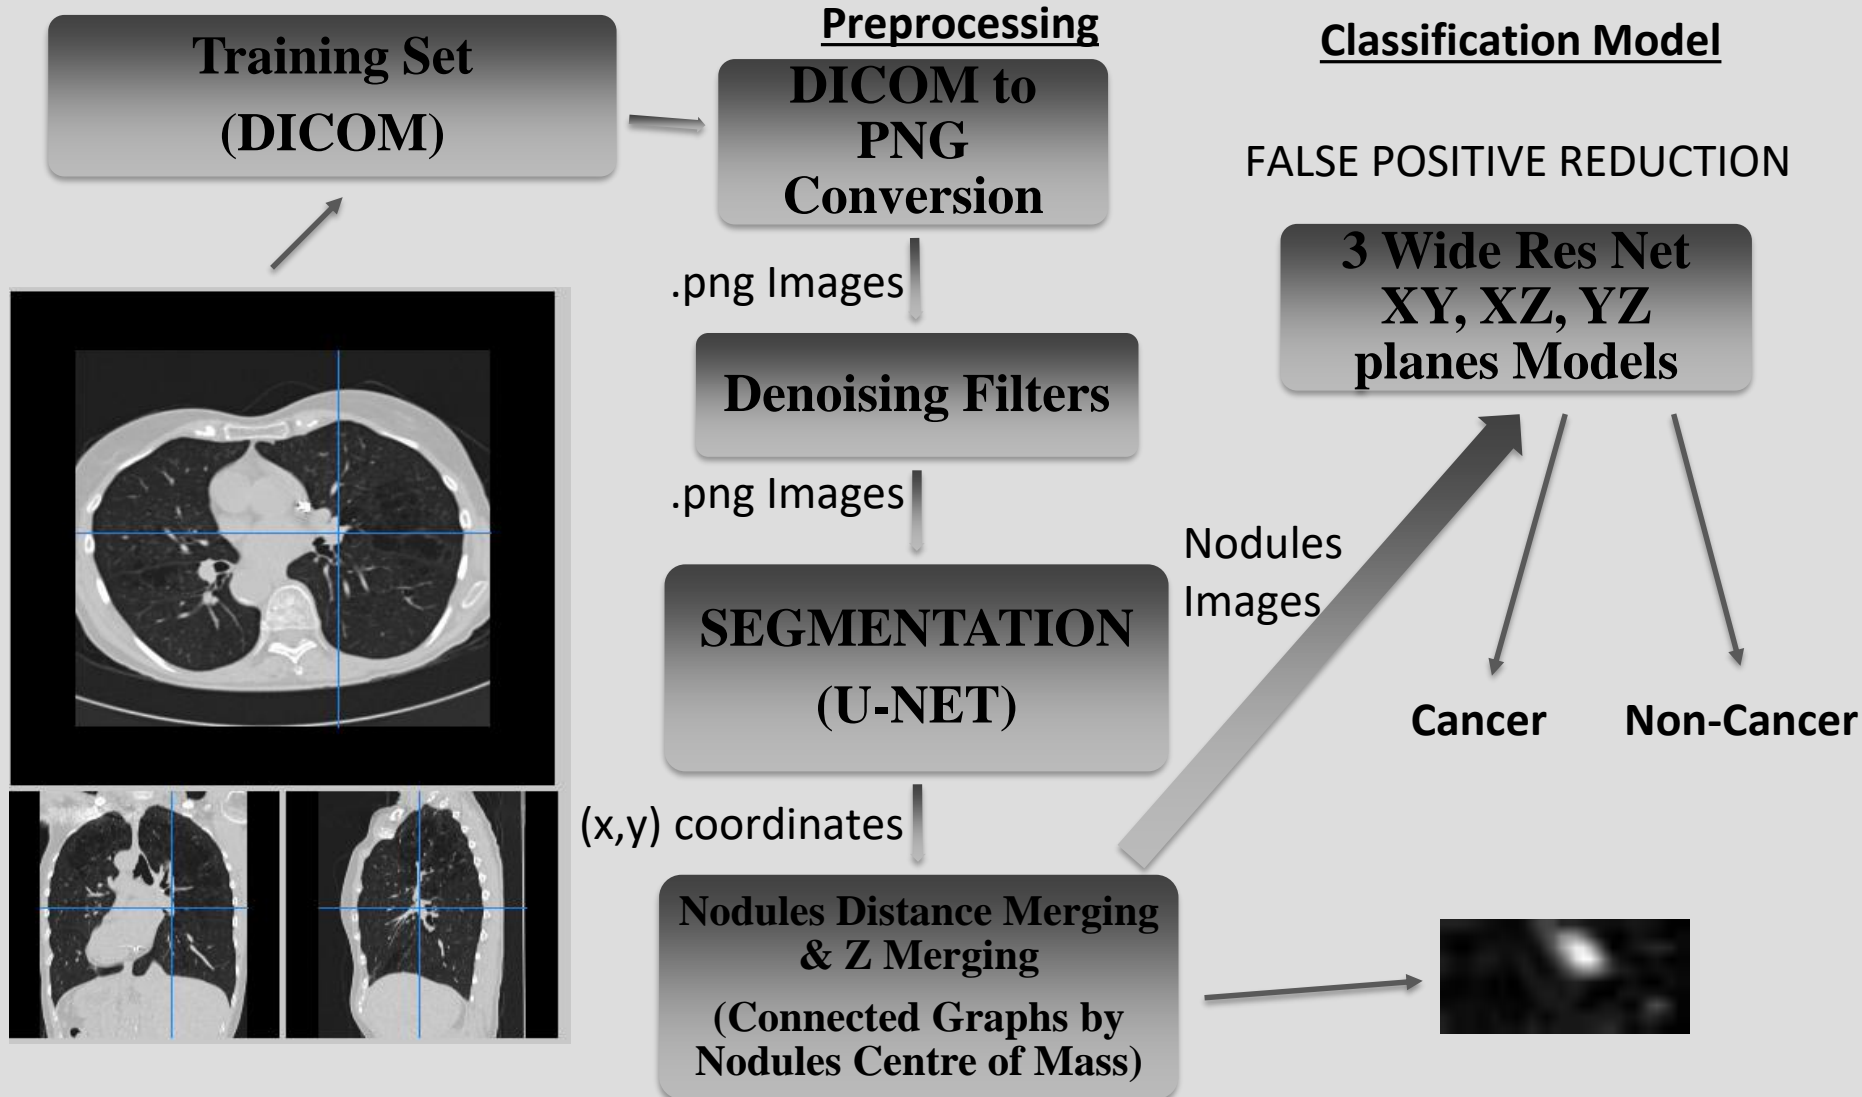 Training Set
(DICOM)
Preprocessing
DICOM to
PNG
Conversion
.png Images
Denoising Filters
.png Images
SEGMENTATION
(U-NET)
(x,y) coordinates
Nodules Distance Merging
& Z Merging
(Connected Graphs by
Nodules Centre of Mass)
Nodules
Images
Classification Model
FALSE POSITIVE REDUCTION
3 Wide Res Net
XY, XZ, YZ
planes Models
Cancer
Non-Cancer